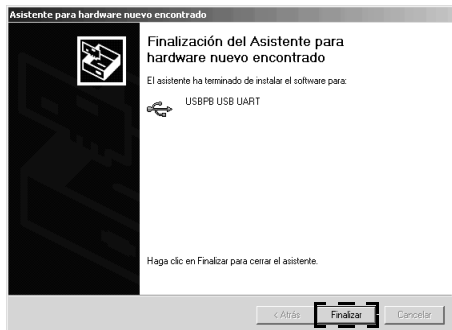 Asistente para hardware nuevo encontrado
Finalización del Asistente para
hardware nuevo encontrado
El asistente ha terminado de instalar el software para:
USBPB USB UART
Haga clic en Finalizar para cerrar el asistente.
< Atrás
Finalizar
Cancelar